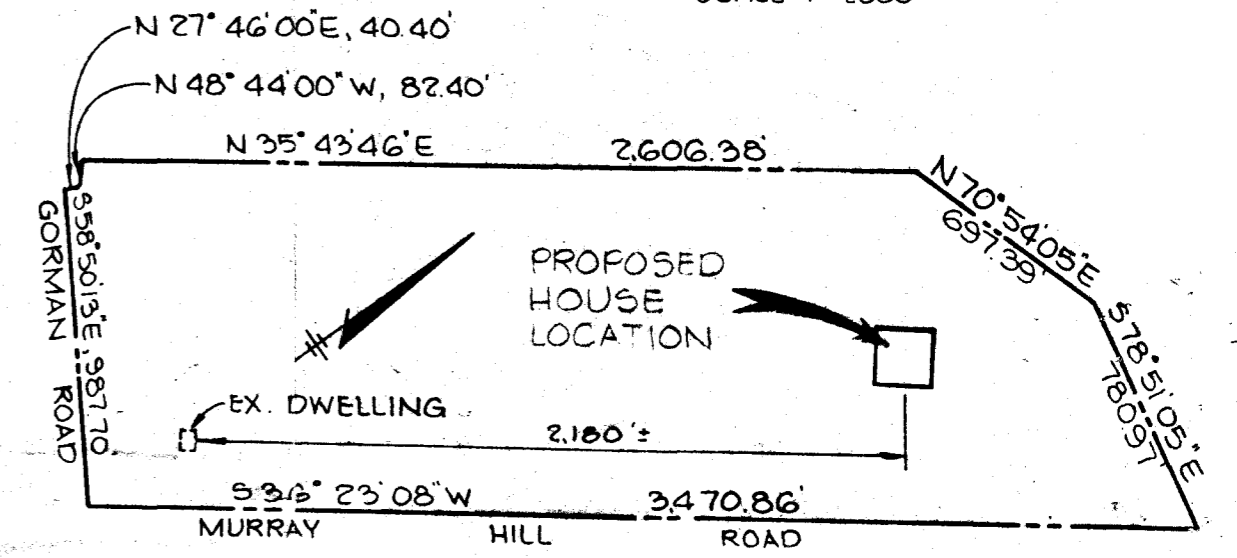 N 27° 46' 00" E, 40.40'
N 48° 44' 00" W, 82.40'
N 35° 43' 46" E 2,606.38'
N 70° 54' 05" E
697.39'
S 78° 51' 05" E
780.97'
S 58° 50' 13" E, 987.70'
GORMAN ROAD
PROPOSED
HOUSE
LOCATION
EX. DWELLING
2,180' ±
S 36° 23' 08" W 3,470.86'
MURRAY HILL ROAD